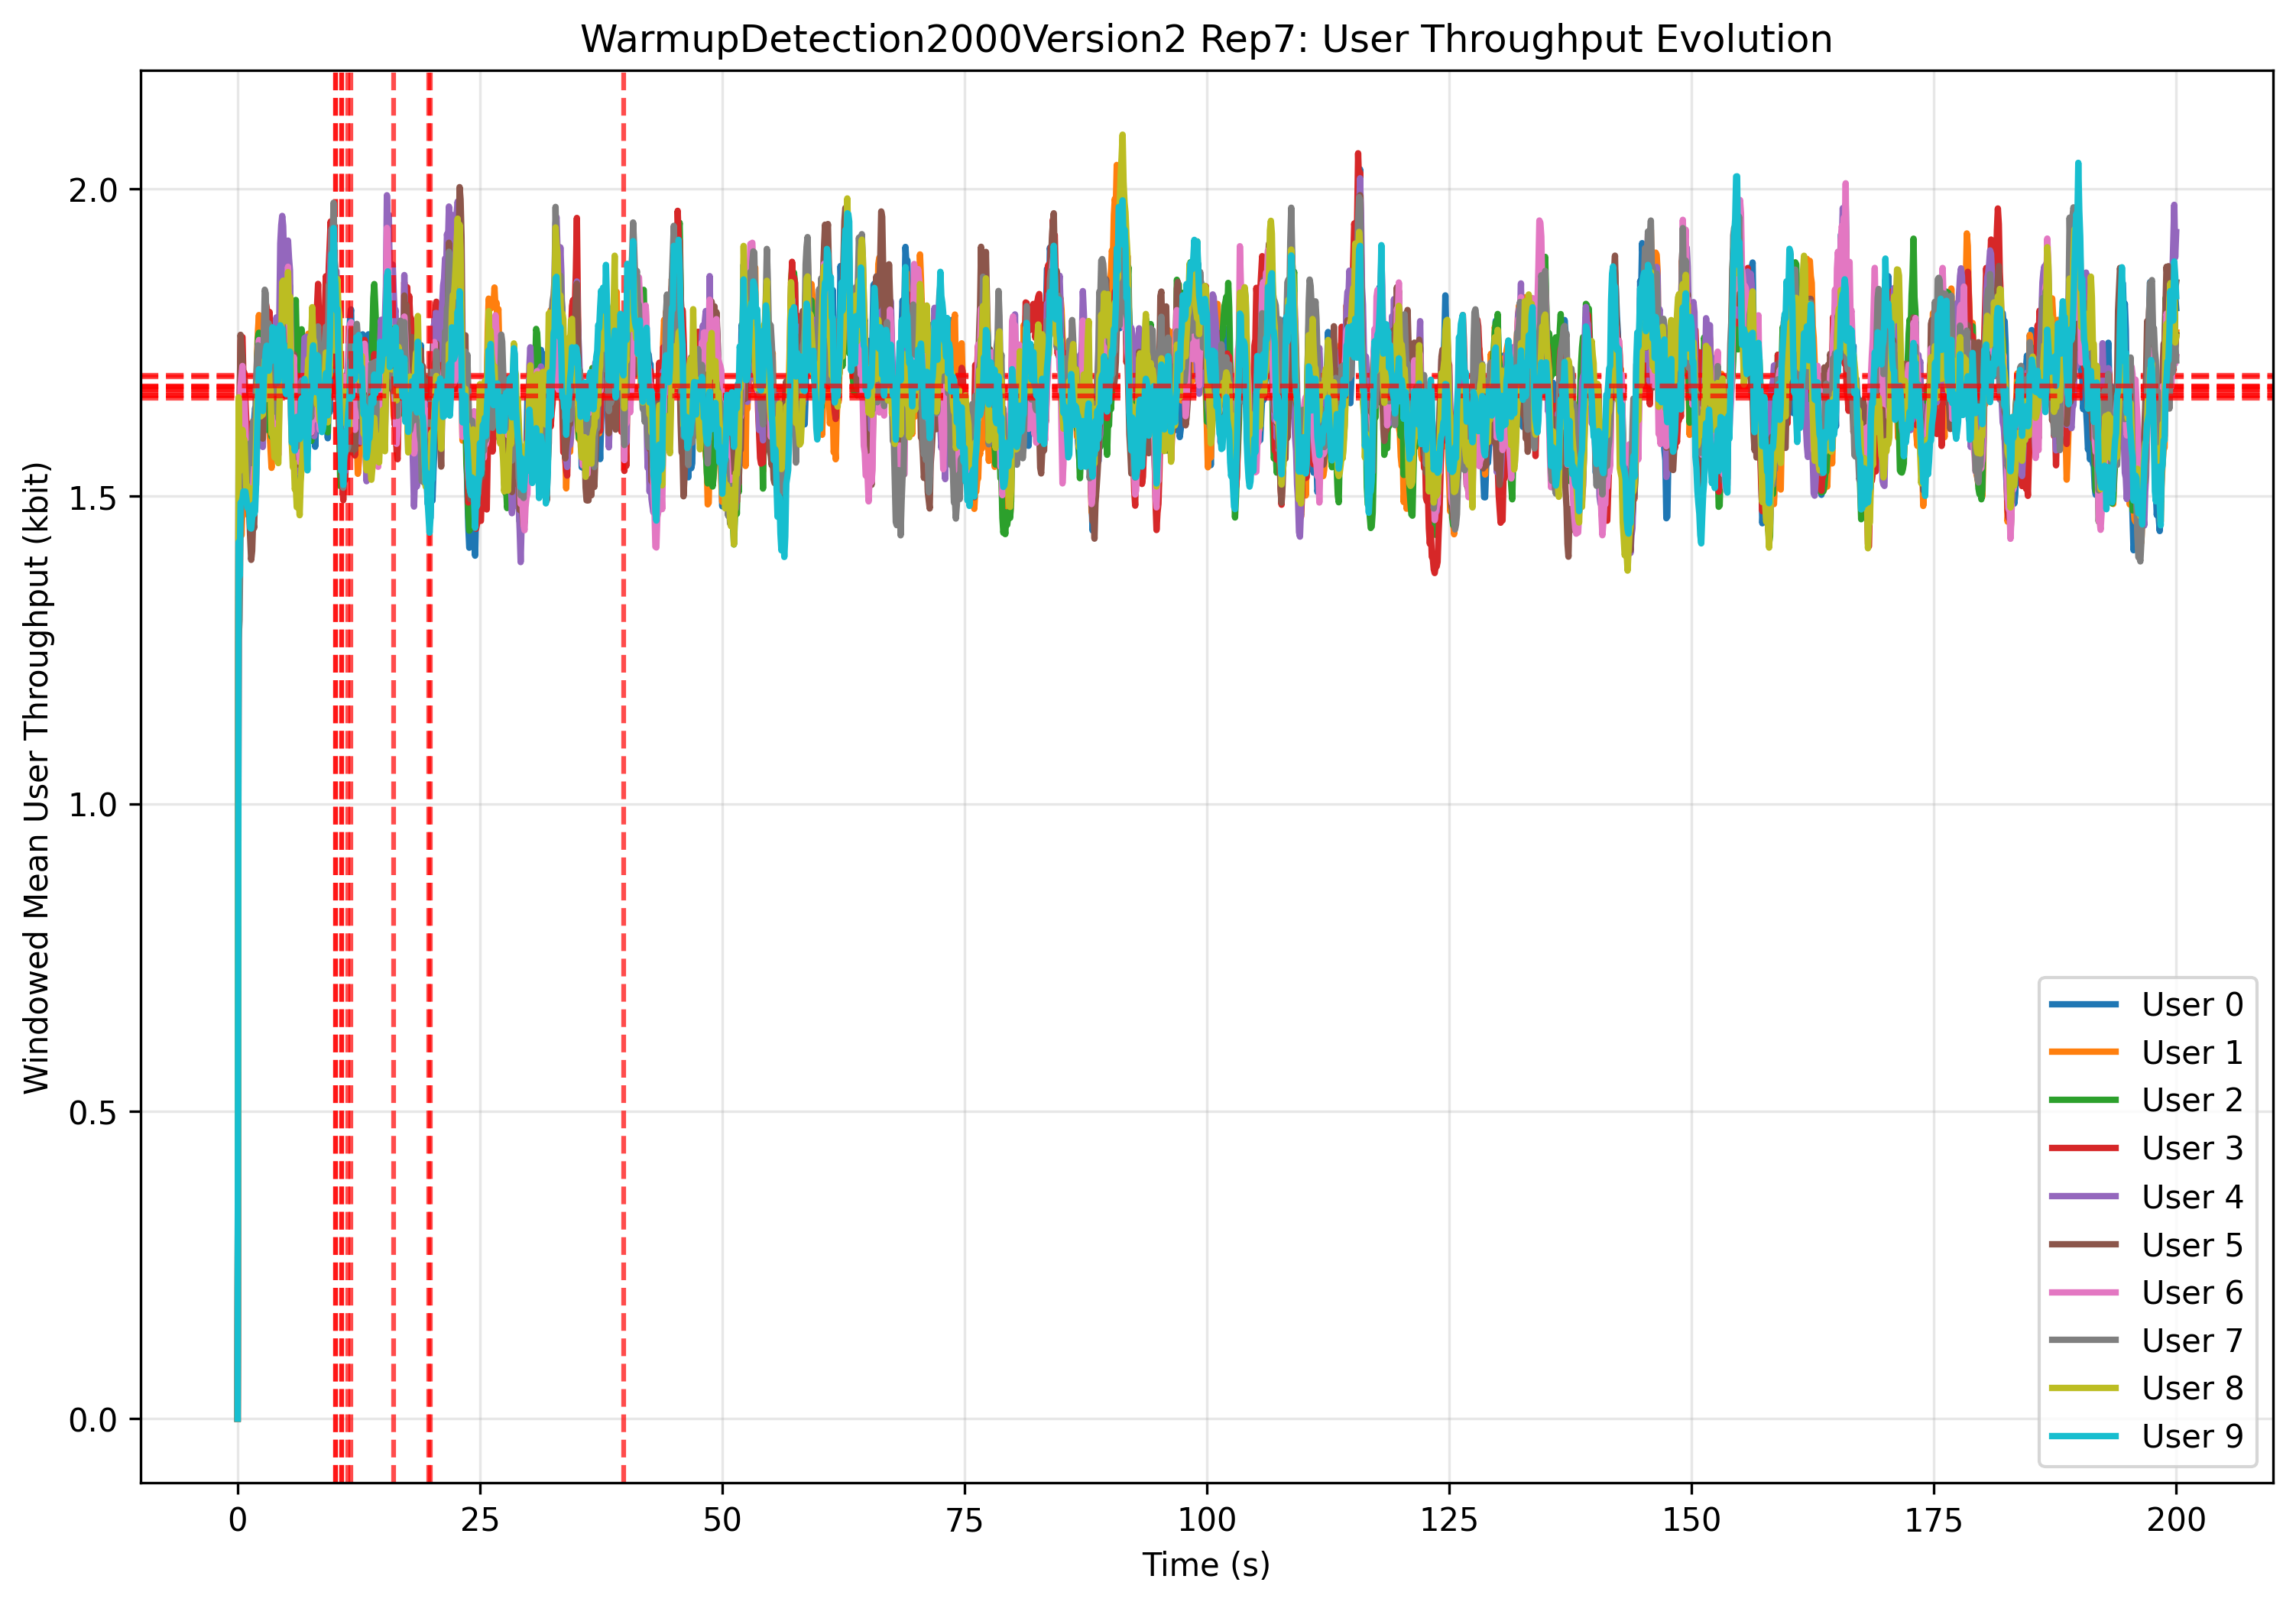 WarmupDetection2000Version2 Rep7: User Throughput Evolution
Windowed Mean User Throughput (kbit)
2.0
1.5
1.0
0.5
0.0
0 25 50 75 100 125 150 175 200
Time (s)
User 0
User 1
User 2
User 3
User 4
User 5
User 6
User 7
User 8
User 9